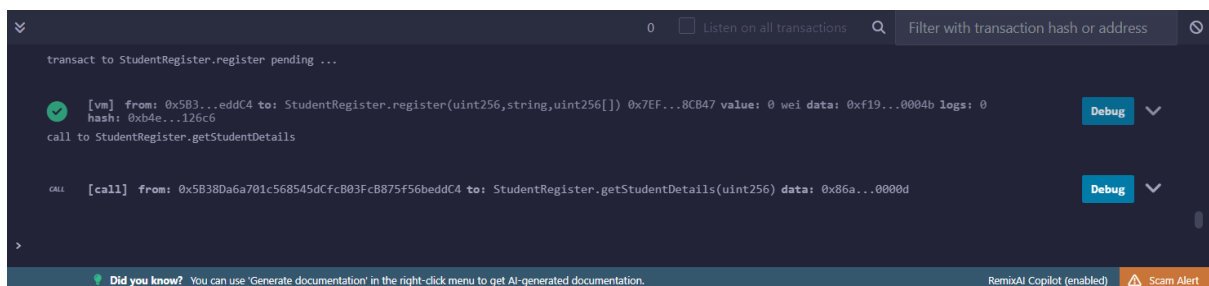 0 Listen on all transactions Filter with transaction hash or address
transact to StudentRegister.register pending ...
[vm] from: 0x5B3...eddC4 to: StudentRegister.register(uint256,string,uint256[]) 0x7EF...8CB47 value: 0 wei data: 0xf19...0004b logs: 0
hash: 0xb4e...126c6
Debug
call to StudentRegister.getStudentDetails
CALL [call] from: 0x5B38Da6a701c568545dCfcB03FcB875f56beddC4 to: StudentRegister.getStudentDetails(uint256) data: 0x86a...0000d Debug
>
Did you know? You can use 'Generate documentation' in the right-click menu to get AI-generated documentation. RemixAI Copilot (enabled) Scam Alert